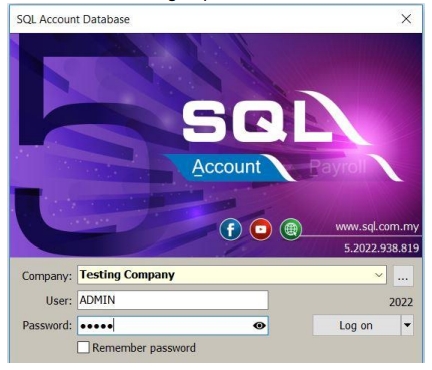 SQL Account Database
5
SQL
Account Payroll
www.sql.com.my
5.2022.938.819
Company: Testing Company ...
User: ADMIN 2022
Password: ••••• Log on
Remember password